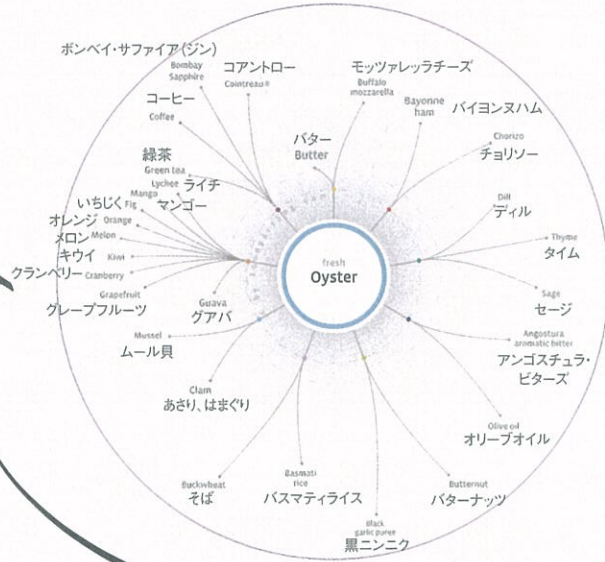 ボンベイ・サファイア(ジン)
Bombay
Sapphire
コアントロー
Cointreau®
モッツァレッラチーズ
Buffalo
mozzarella
コーヒー
Coffee
Bayonne
ham
バイヨンヌハム
バター
Butter
Chorizo
チョリソー
緑茶
Green tea
Lychee
ライチ
Mango
マンゴー
いちじく Fig
オレンジ Orange
メロン Melon
キウイ Kiwi
クランベリー Cranberry
Grapefruit
グレープフルーツ
Guava
グアバ
fresh
Oyster
Dill
ディル
Thyme
タイム
Sage
セージ
Mussel
ムール貝
Angostura
aromatic bitter
アンゴスチュラ・
ビターズ
Clam
あさり、はまぐり
Olive oil
オリーブオイル
Buckwheat
そば
Basmati
rice
バスマティライス
Butternut
バターナッツ
Black
garlic puree
黒ニンニク